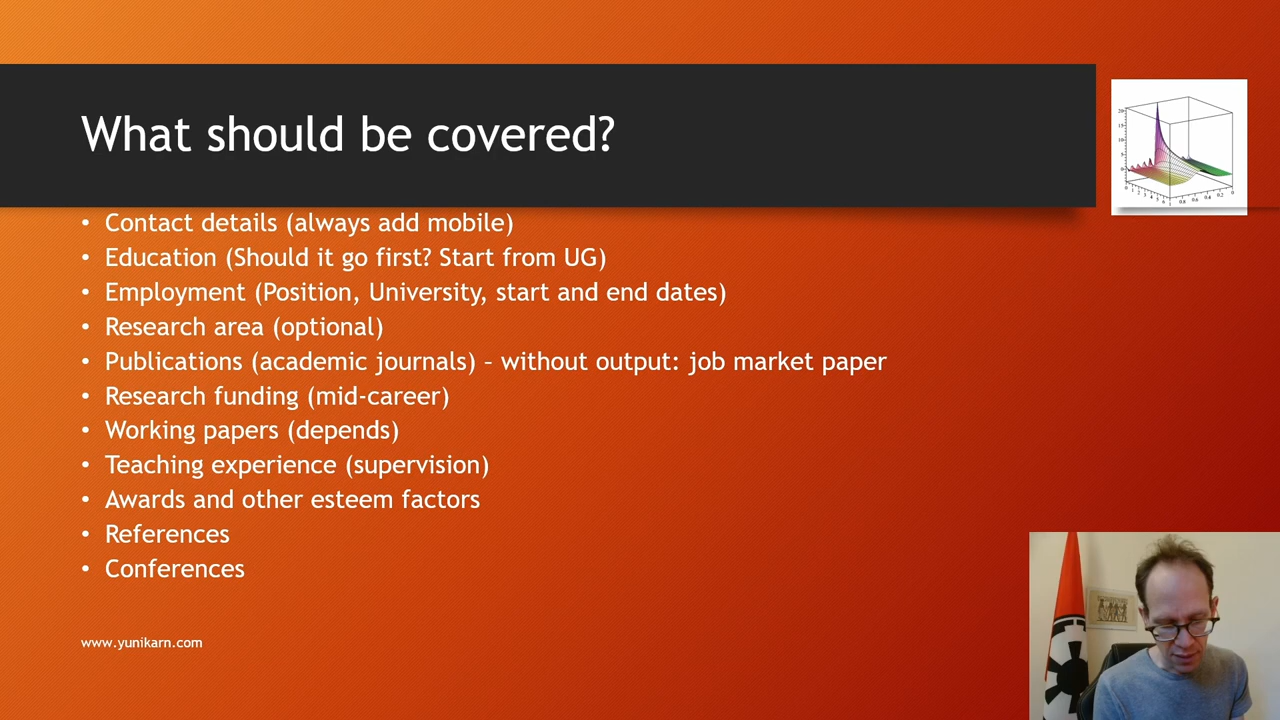 What should be covered?
• Contact details (always add mobile)
• Education (Should it go first? Start from UG)
• Employment (Position, University, start and end dates)
• Research area (optional)
• Publications (academic journals) – without output: job market paper
• Research funding (mid-career)
• Working papers (depends)
• Teaching experience (supervision)
• Awards and other esteem factors
• References
• Conferences
www.yunikarn.com